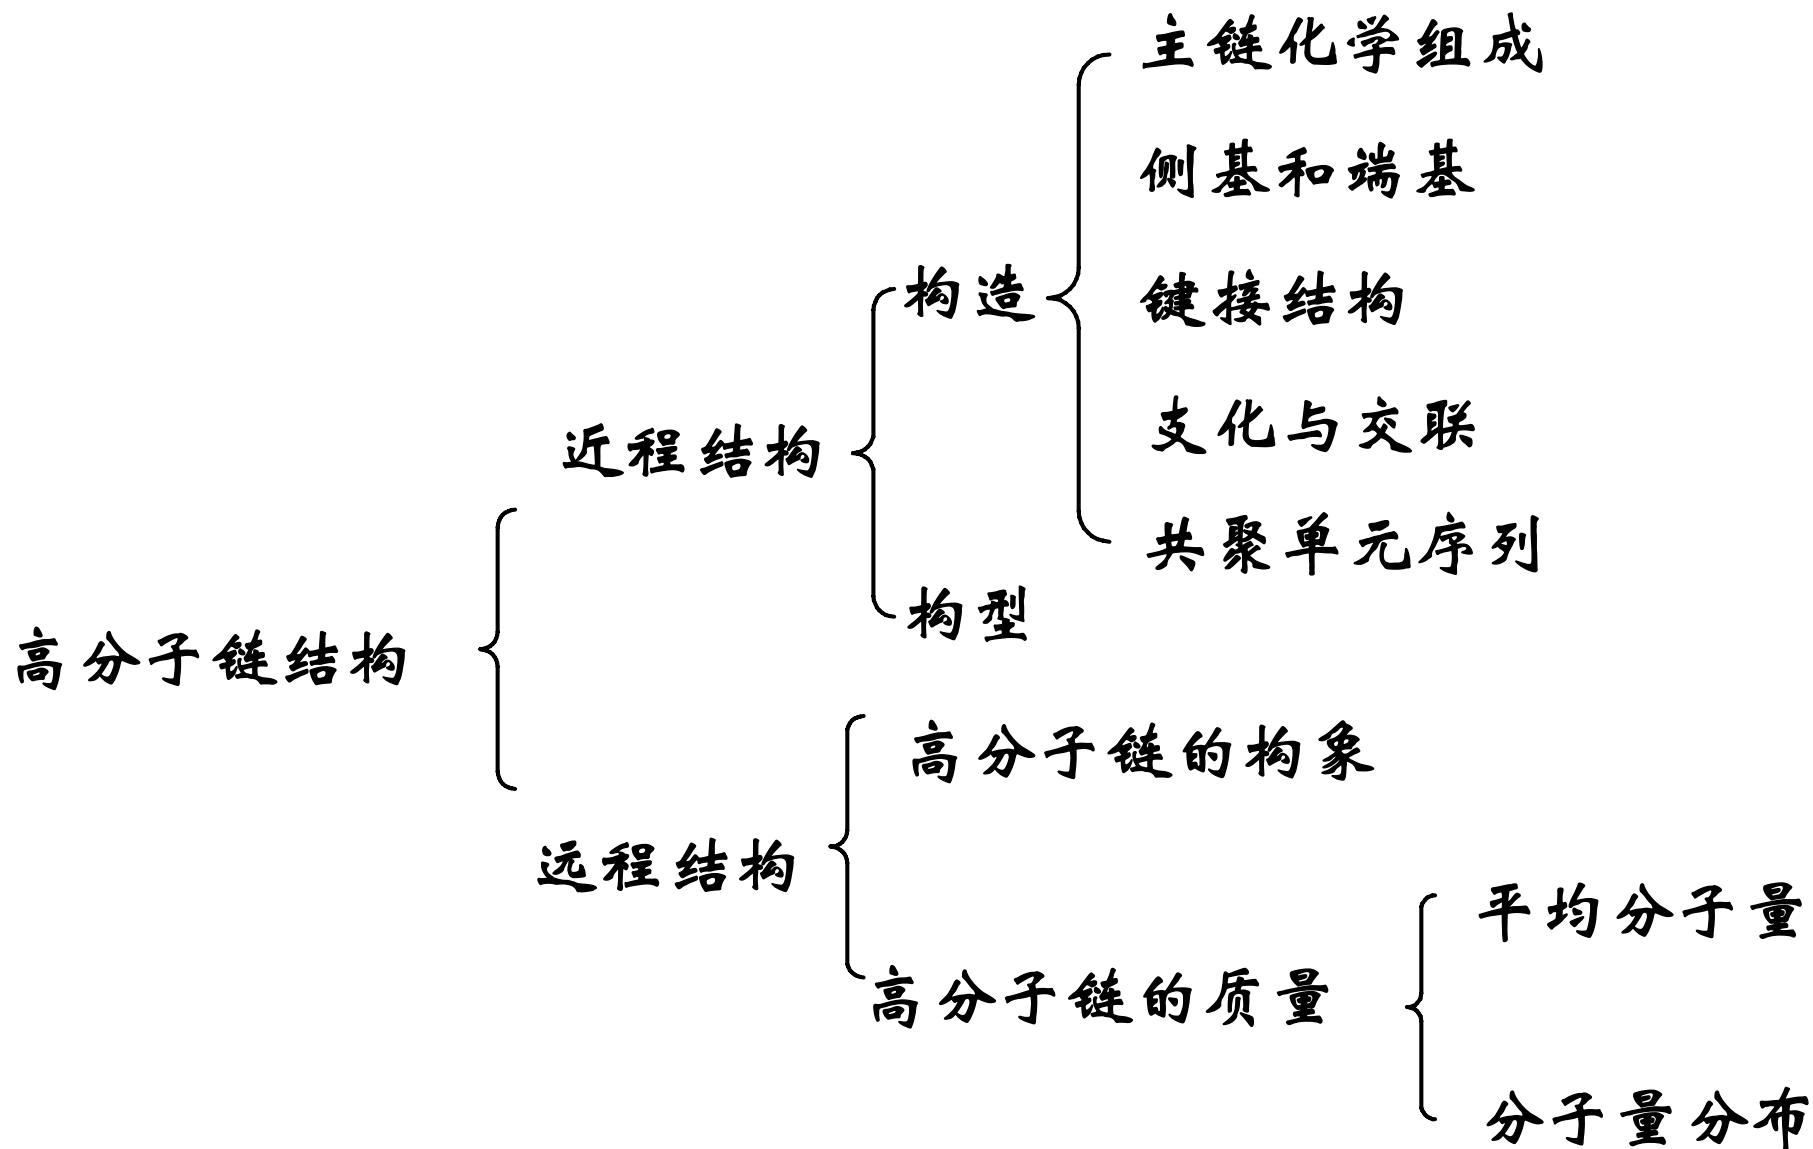 主链化学组成
侧基和端基
构造
键接结构
支化与交联
近程结构
共聚单元序列
构型
高分子链结构
高分子链的构象
远程结构
平均分子量
高分子链的质量
分子量分布